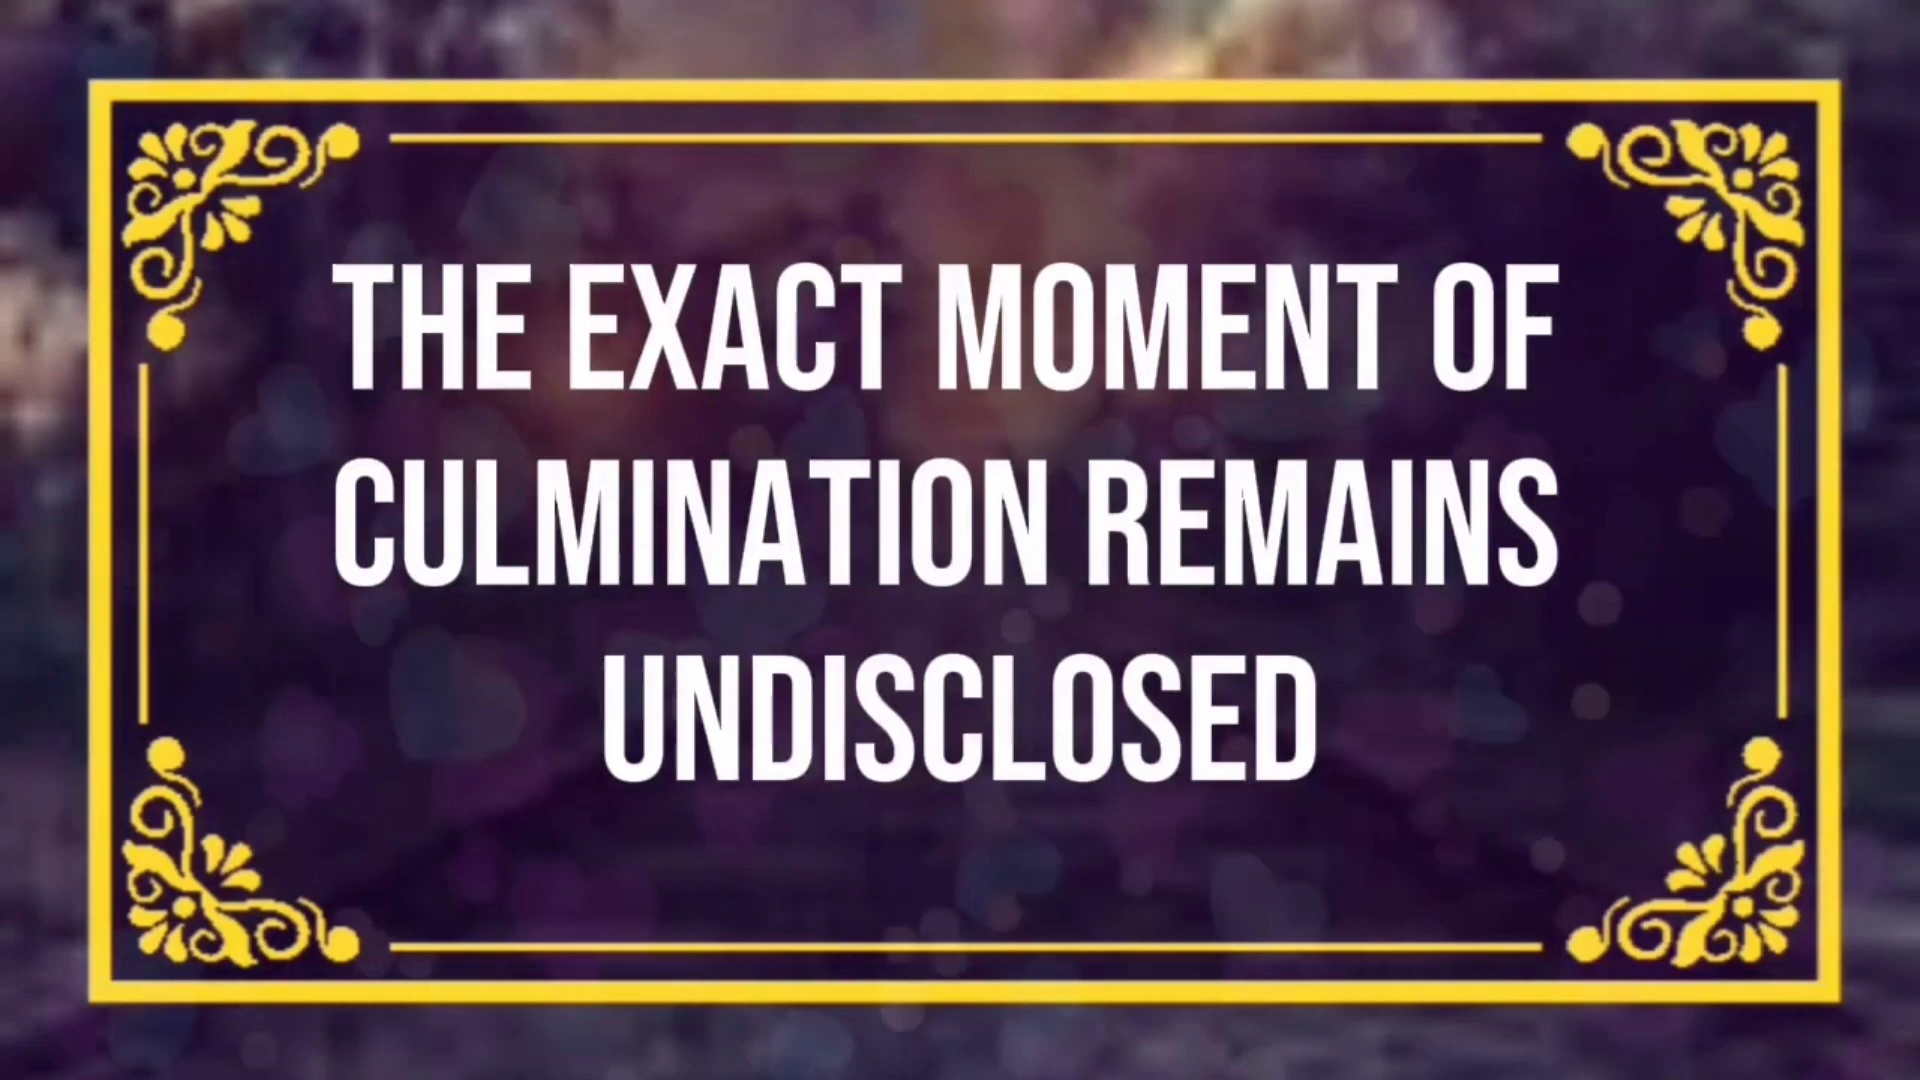 THE EXACT MOMENT OF
CULMINATION REMAINS
UNDISCLOSED